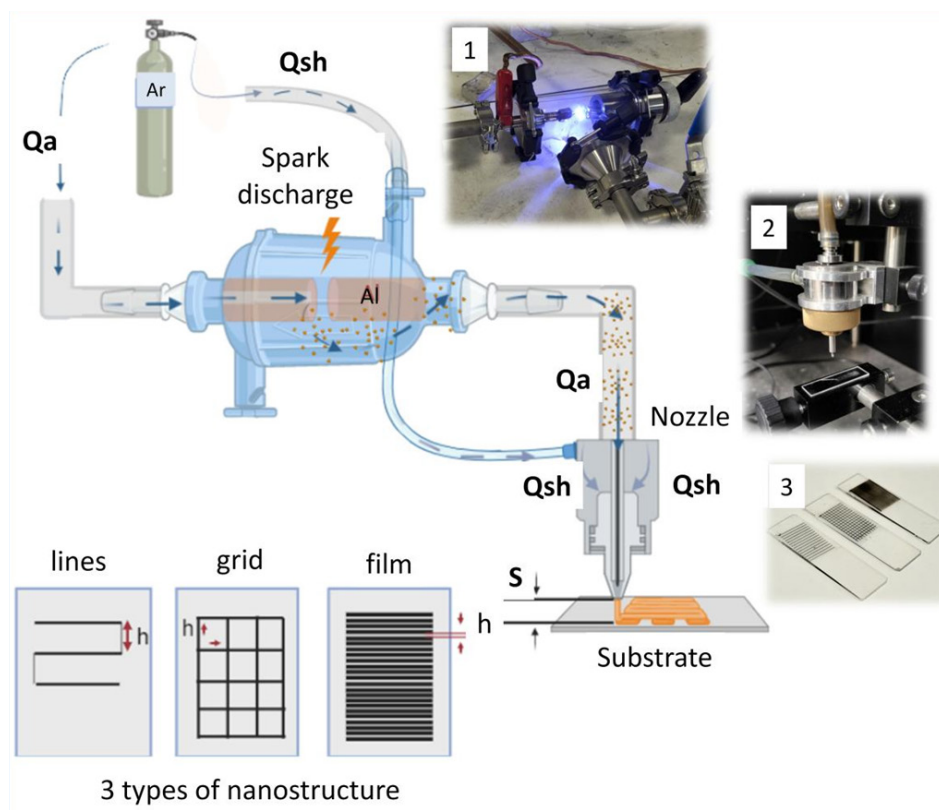 1
Qsh
Ar
Qa
Spark
discharge
2
Al
Qa
Nozzle
Qsh
Qsh
3
lines
grid
film
S
h
h
h
Substrate
3 types of nanostructure